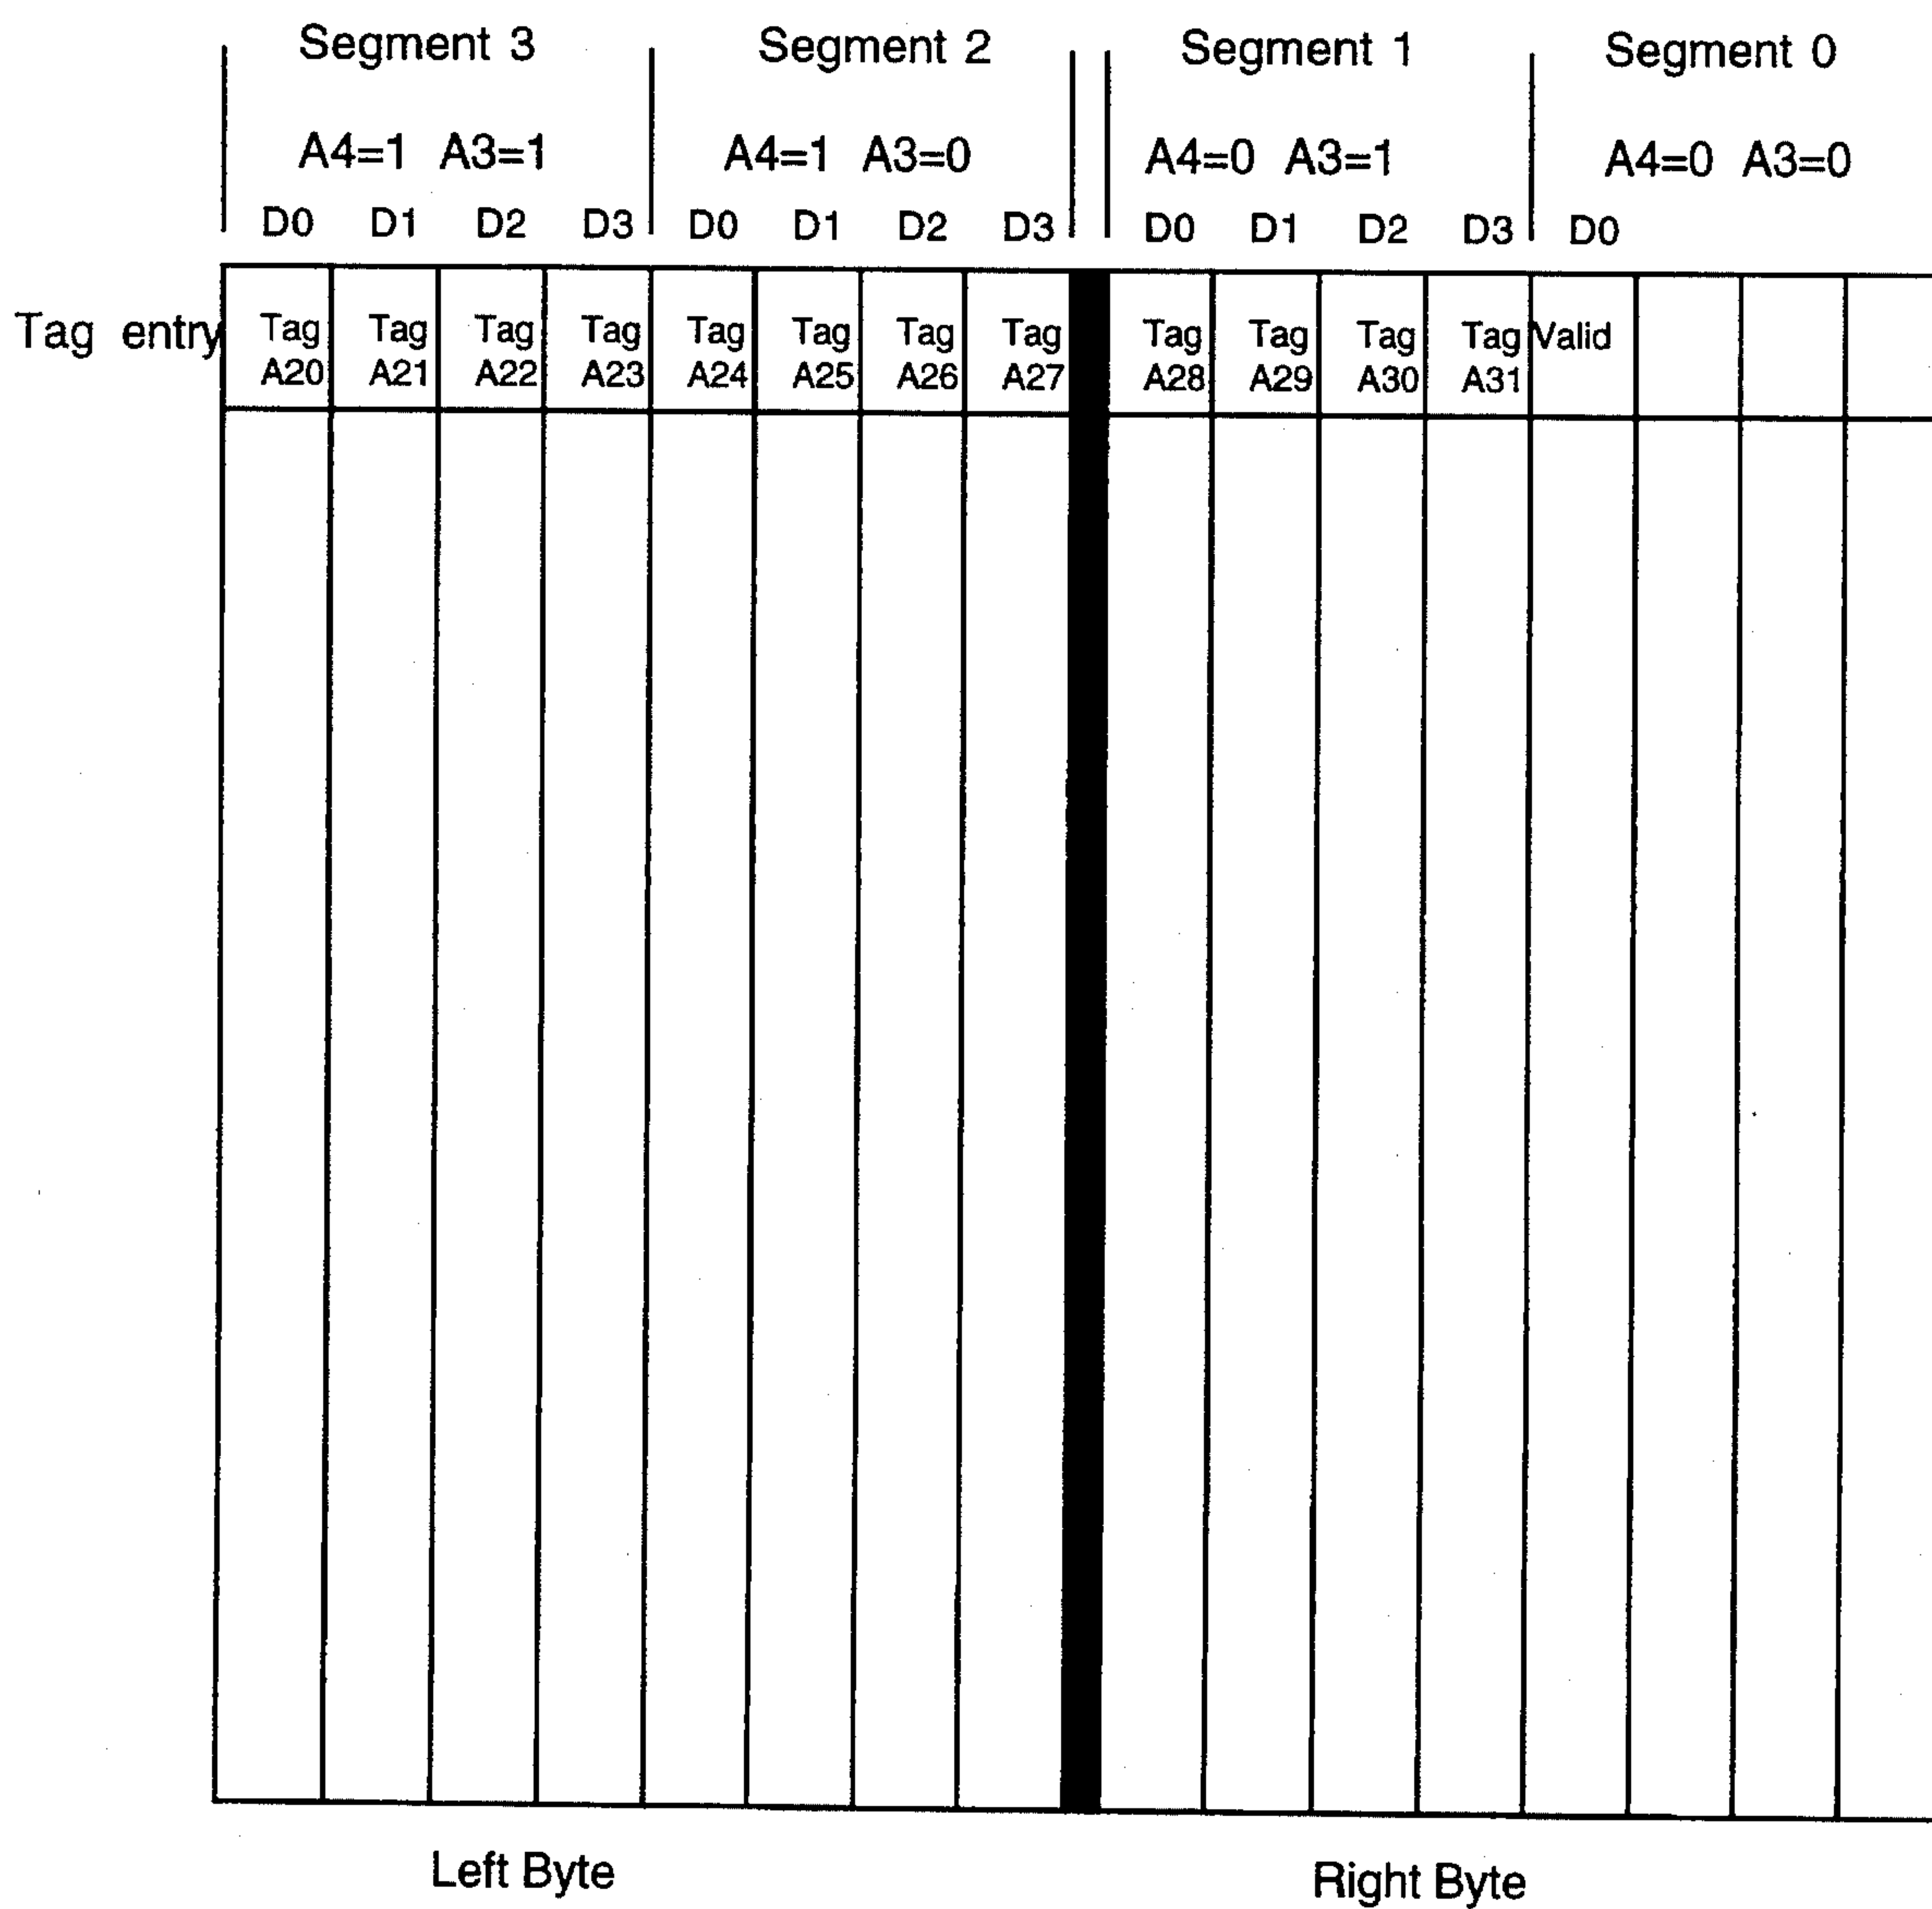 Segment 3 Segment 2 Segment 1 Segment 0
A4=1 A3=1 A4=1 A3=0 A4=0 A3=1 A4=0 A3=0
D0 D1 D2 D3 D0 D1 D2 D3 D0 D1 D2 D3 D0
Tag entry Tag Tag Tag Tag Tag Tag Tag Tag Tag Tag Tag Tag Valid
A20 A21 A22 A23 A24 A25 A26 A27 A28 A29 A30 A31
Left Byte Right Byte